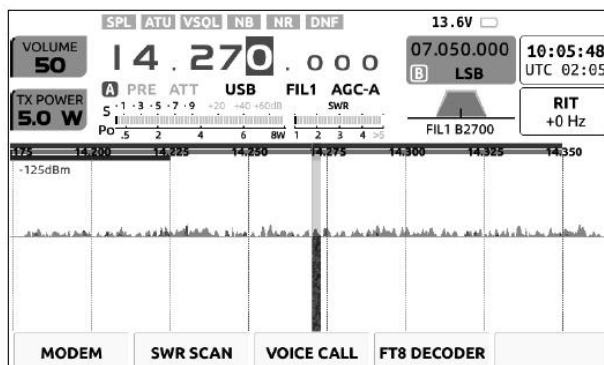 SPL ATU VSQL NB NR DNF 13.6V
VOLUME
50
14.270.000
07.050.000
B LSB
10:05:48
UTC 02:05
A PRE ATT USB FIL1 AGC-A
TX POWER
5.0 W
S ·1 ·3 ·5 ·7 ·9 +20 +40 +60dB SWR
Po .5 2 4 6 8W 1 2 3 4 >5
FIL1 B2700
RIT
+0 Hz
175 14.200 14.225 14.250 14.275 14.300 14.325 14.350
-125dBm
MODEM SWR SCAN VOICE CALL FT8 DECODER